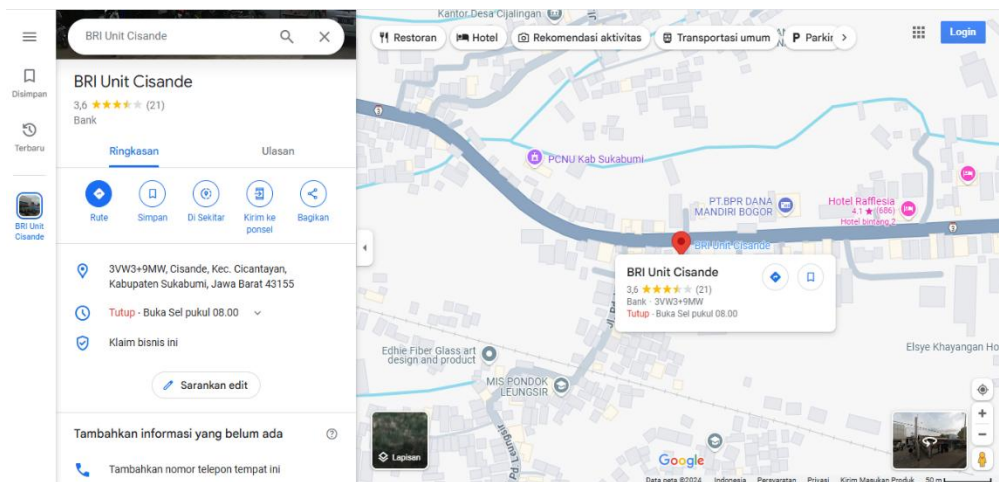 BRI Unit Cisande
Disimpan
Terbaru
BRI Unit
Cisande
BRI Unit Cisande
3,6 (21)
Bank
Ringkasan Ulasan
Rute Simpan Di Sekitar Kirim ke
ponsel Bagikan
3VW3+9MW, Cisande, Kec. Cicantayan,
Kabupaten Sukabumi, Jawa Barat 43155
Tutup · Buka Sel pukul 08.00
Klaim bisnis ini
Sarankan edit
Tambahkan informasi yang belum ada
Tambahkan nomor telepon tempat ini
Kantor Desa Cijalingan
Restoran Hotel Rekomendasi aktivitas Transportasi umum P Parkir
Login
3
PCNU Kab Sukabumi
PT.BPR DANA
MANDIRI BOGOR
Hotel Rafflesia
4.1 (686)
Hotel bintang 2
3
BRI Unit Cisande
BRI Unit Cisande
3,6 (21)
Bank · 3VW3+9MW
Tutup · Buka Sel pukul 08.00
Edhie Fiber Glass art
design and product
Elsye Khayangan Ho
MIS PONDOK
LEUNGSIR
Lapisan
Google
Data peta ©2024 Indonesia Persyaratan Privasi Kirim Masukan Produk 50 m